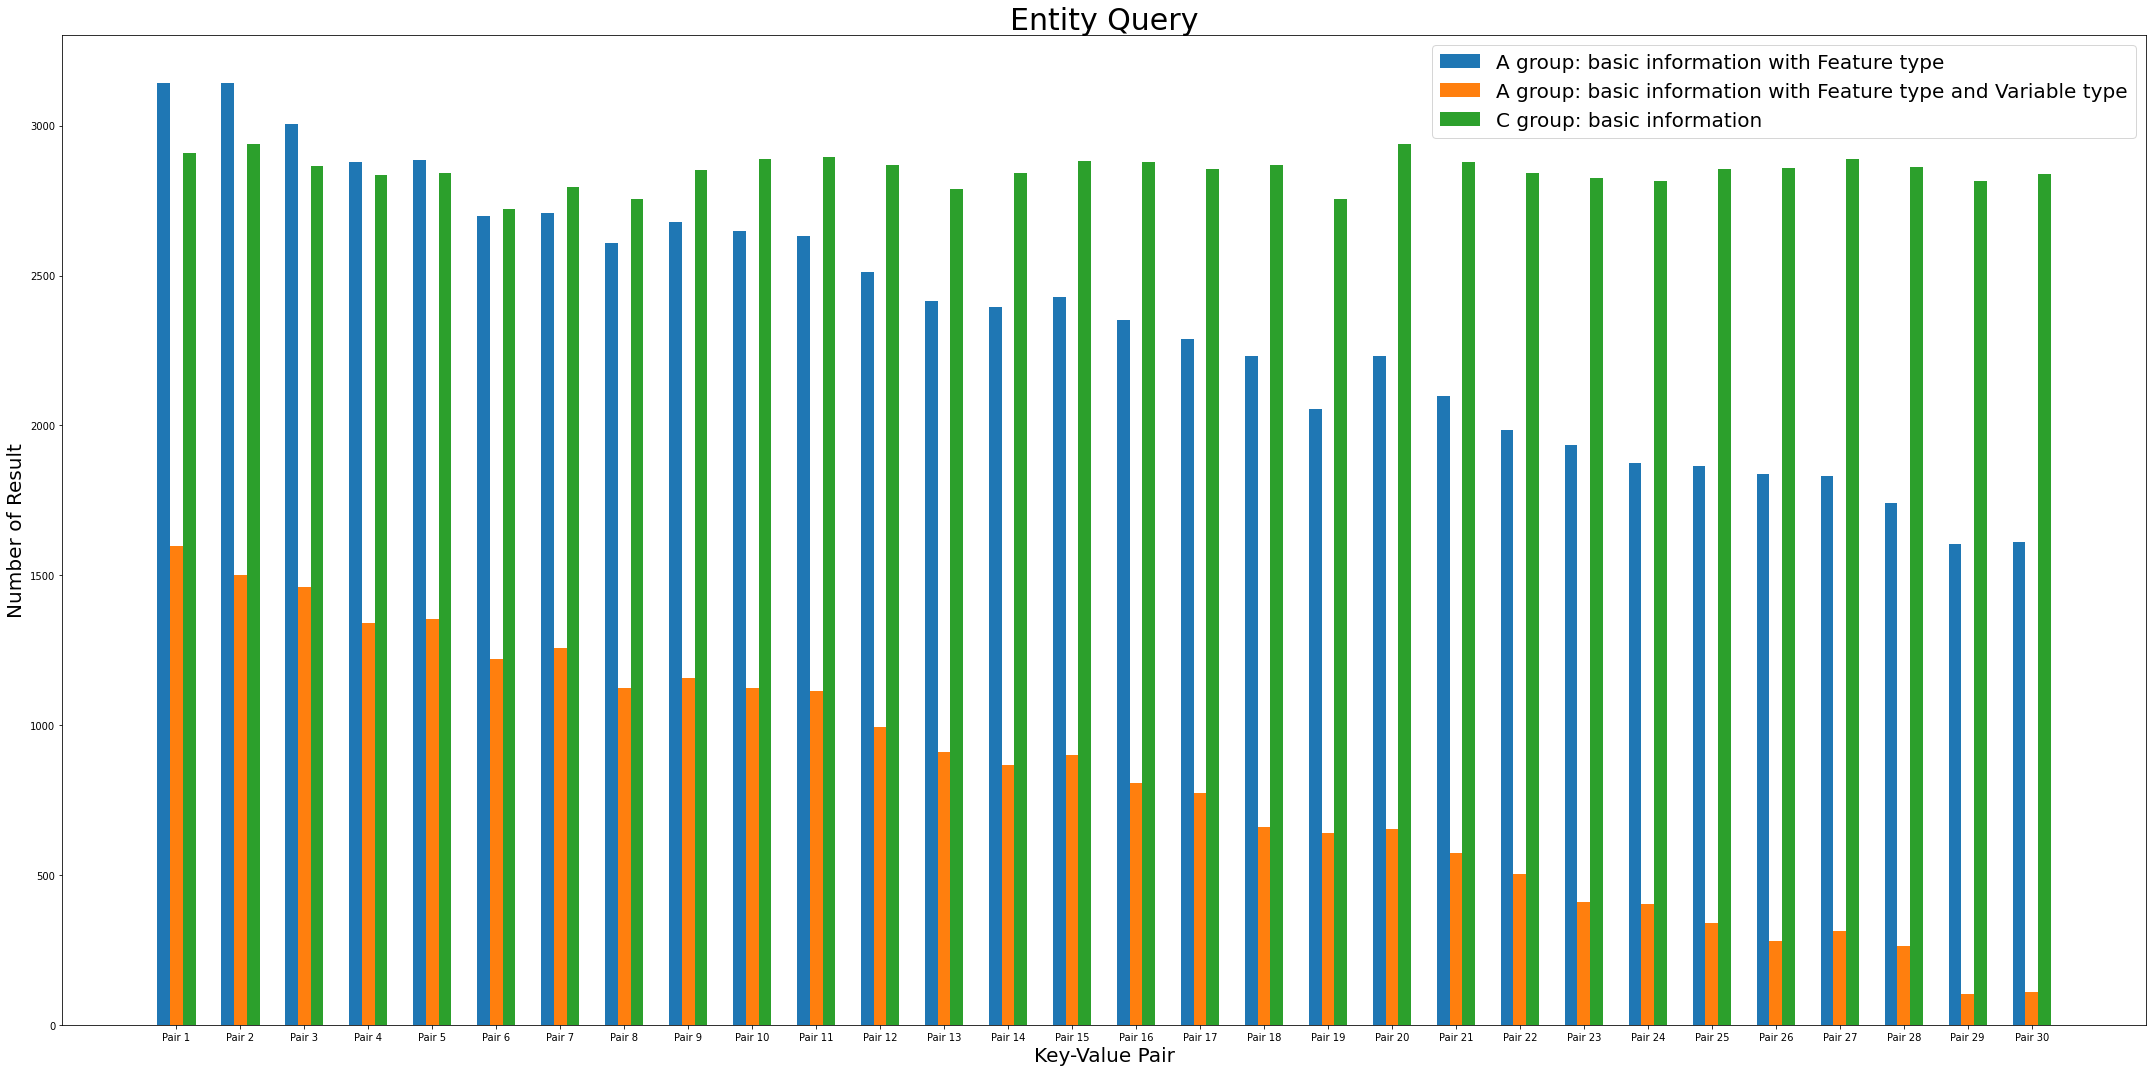 Entity Query
A group: basic information with Feature type
A group: basic information with Feature type and Variable type
C group: basic information
Number of Result
3000
2500
2000
1500
1000
500
0
Pair 1 Pair 2 Pair 3 Pair 4 Pair 5 Pair 6 Pair 7 Pair 8 Pair 9 Pair 10 Pair 11 Pair 12 Pair 13 Pair 14 Pair 15 Pair 16 Pair 17 Pair 18 Pair 19 Pair 20 Pair 21 Pair 22 Pair 23 Pair 24 Pair 25 Pair 26 Pair 27 Pair 28 Pair 29 Pair 30
Key-Value Pair